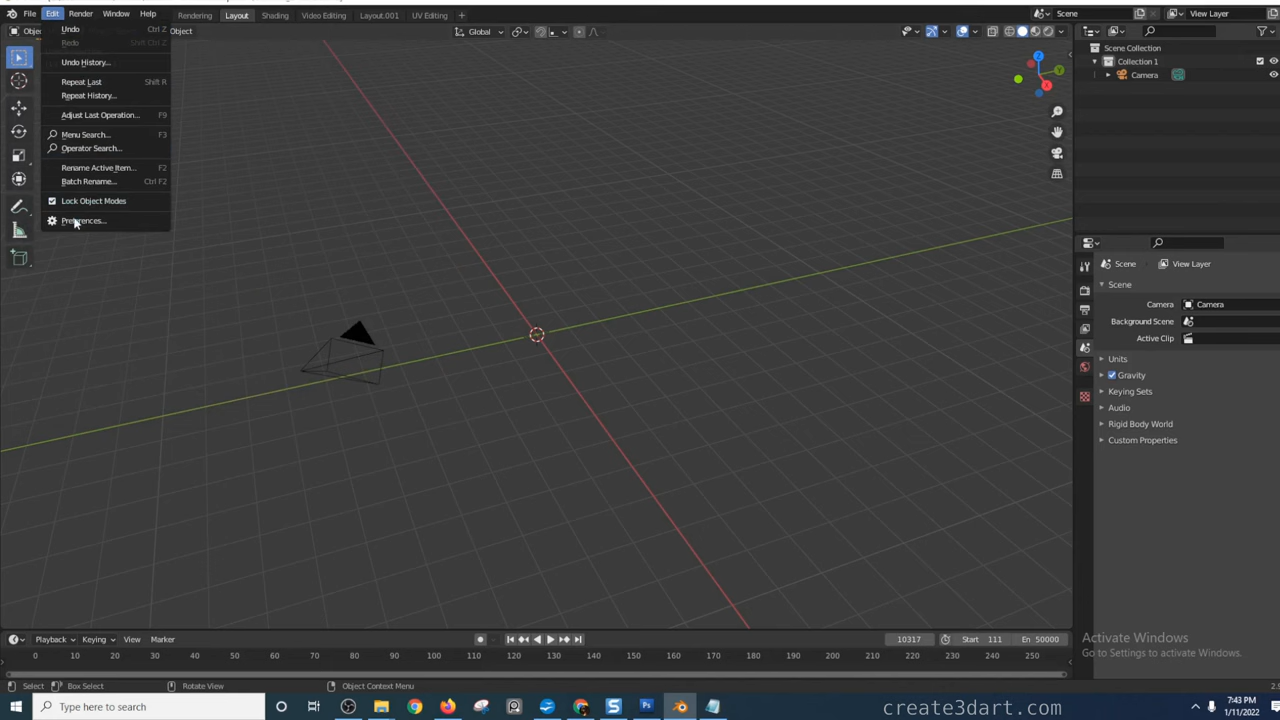 File Edit Render Window Help Rendering Layout Shading Video Editing Layout.001 UV Editing + Scene View Layer
Object Global
Undo Ctrl Z
Redo Shift Ctrl Z
Undo History...
Repeat Last Shift R
Repeat History...
Adjust Last Operation... F9
Menu Search... F3
Operator Search...
Rename Active Item... F2
Batch Rename... Ctrl F2
Lock Object Modes
Preferences...
Z
Y
X
Scene Collection
Collection 1
Camera
Scene View Layer
Scene
Camera Camera
Background Scene
Active Clip
Units
Gravity
Keying Sets
Audio
Rigid Body World
Custom Properties
Playback Keying View Marker 10317 Start 111 En 50000
0 10 20 30 40 50 60 70 80 90 100 110 120 130 140 150 160 170 180 190 200 210 220 230 240 250
Activate Windows
Go to Settings to activate Windows.
Select Box Select Rotate View Object Context Menu
Type here to search
create3dart.com
7:43 PM
1/11/2022